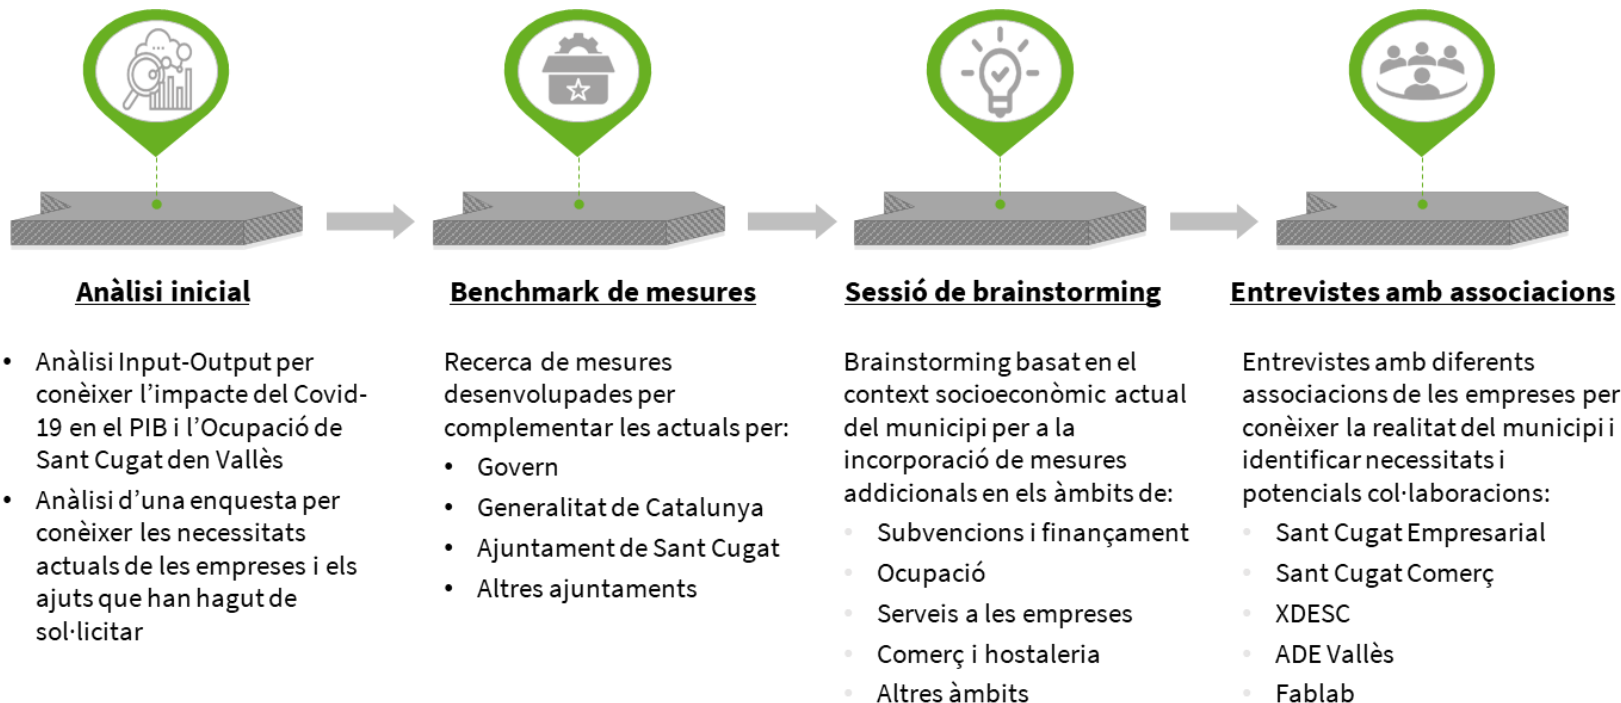 Anàlisi inicial
• Anàlisi Input-Output per
conèixer l’impacte del Covid-
19 en el PIB i l’Ocupació de
Sant Cugat den Vallès
• Anàlisi d’una enquesta per
conèixer les necessitats
actuals de les empreses i els
ajuts que han hagut de
sol·licitar
Benchmark de mesures
Recerca de mesures
desenvolupades per
complementar les actuals per:
• Govern
• Generalitat de Catalunya
• Ajuntament de Sant Cugat
• Altres ajuntaments
Sessió de brainstorming
Brainstorming basat en el
context socioeconòmic actual
del municipi per a la
incorporació de mesures
addicionals en els àmbits de:
• Subvencions i finançament
• Ocupació
• Serveis a les empreses
• Comerç i hostaleria
• Altres àmbits
Entrevistes amb associacions
Entrevistes amb diferents
associacions de les empreses per
conèixer la realitat del municipi i
identificar necessitats i
potencials col·laboracions:
• Sant Cugat Empresarial
• Sant Cugat Comerç
• XDESC
• ADE Vallès
• Fablab